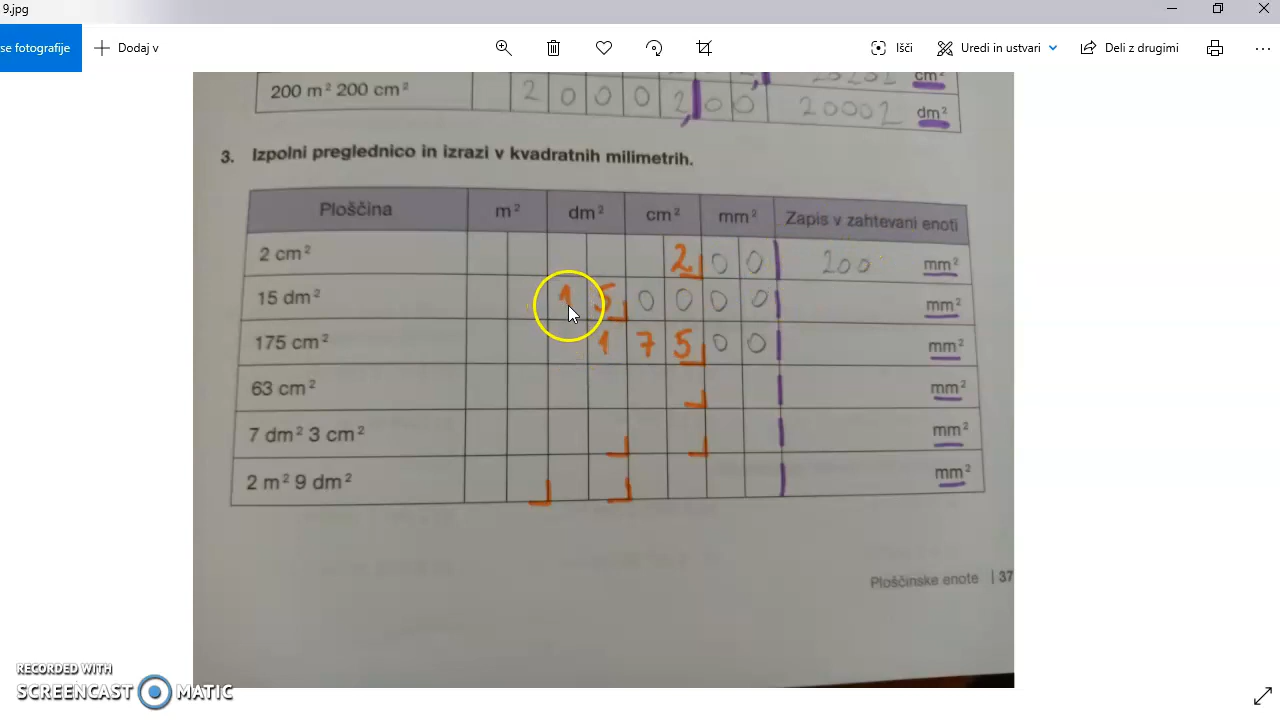 9.jpg
se fotografije
Dodaj v
Išči
Uredi in ustvari
Deli z drugimi
cm²
200 m² 200 cm² 2 0 0 0 2, 0 0 20002 dm²
3. Izpolni preglednico in izrazi v kvadratnih milimetrih.
Ploščina m² dm² cm² mm² Zapis v zahtevani enoti
2 cm² 2 0 0 200 mm²
15 dm² 1 5 0 0 0 0 mm²
175 cm² 1 7 5 0 0 mm²
63 cm² mm²
7 dm² 3 cm² mm²
2 m² 9 dm² mm²
Ploščinske enote | 37
RECORDED WITH
SCREENCAST MATIC